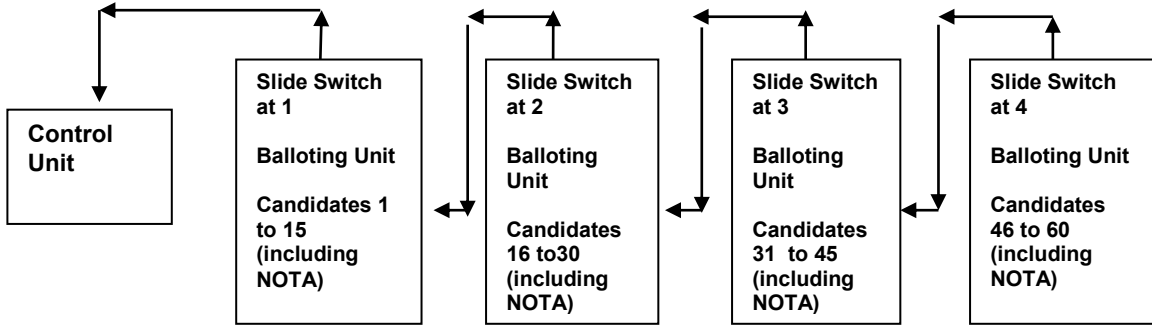 Control
Unit
Slide Switch
at 1
Balloting Unit
Candidates 1
to 15
(including
NOTA)
Slide Switch
at 2
Balloting
Unit
Candidates
16 to30
(including
NOTA)
Slide Switch
at 3
Balloting
Unit
Candidates
31  to 45
(including
NOTA)
Slide Switch
at 4
Balloting Unit
Candidates
46 to 60
(including
NOTA)